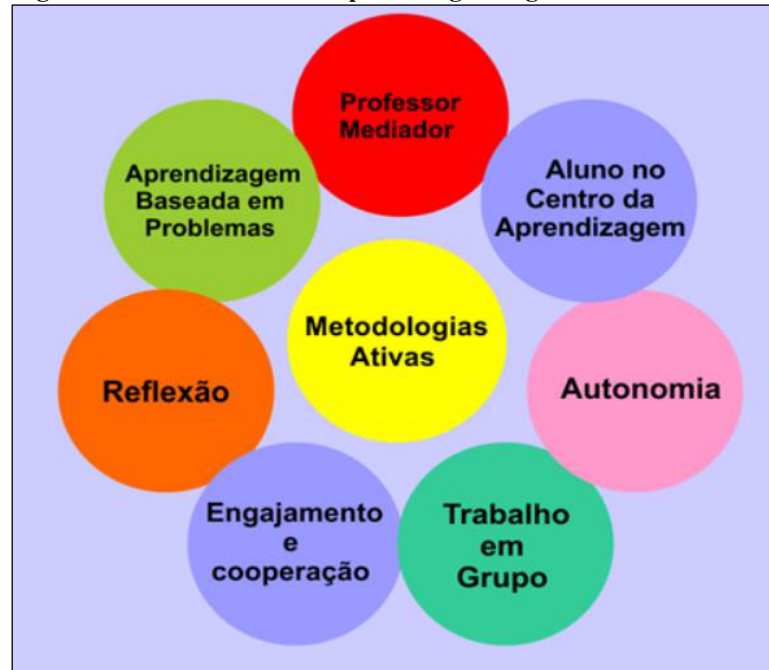 Professor
Mediador
Aluno no
Centro da
Aprendizagem
Autonomia
Trabalho
em
Grupo
Engajamento
e
cooperação
Reflexão
Aprendizagem
Baseada em
Problemas
Metodologias
Ativas